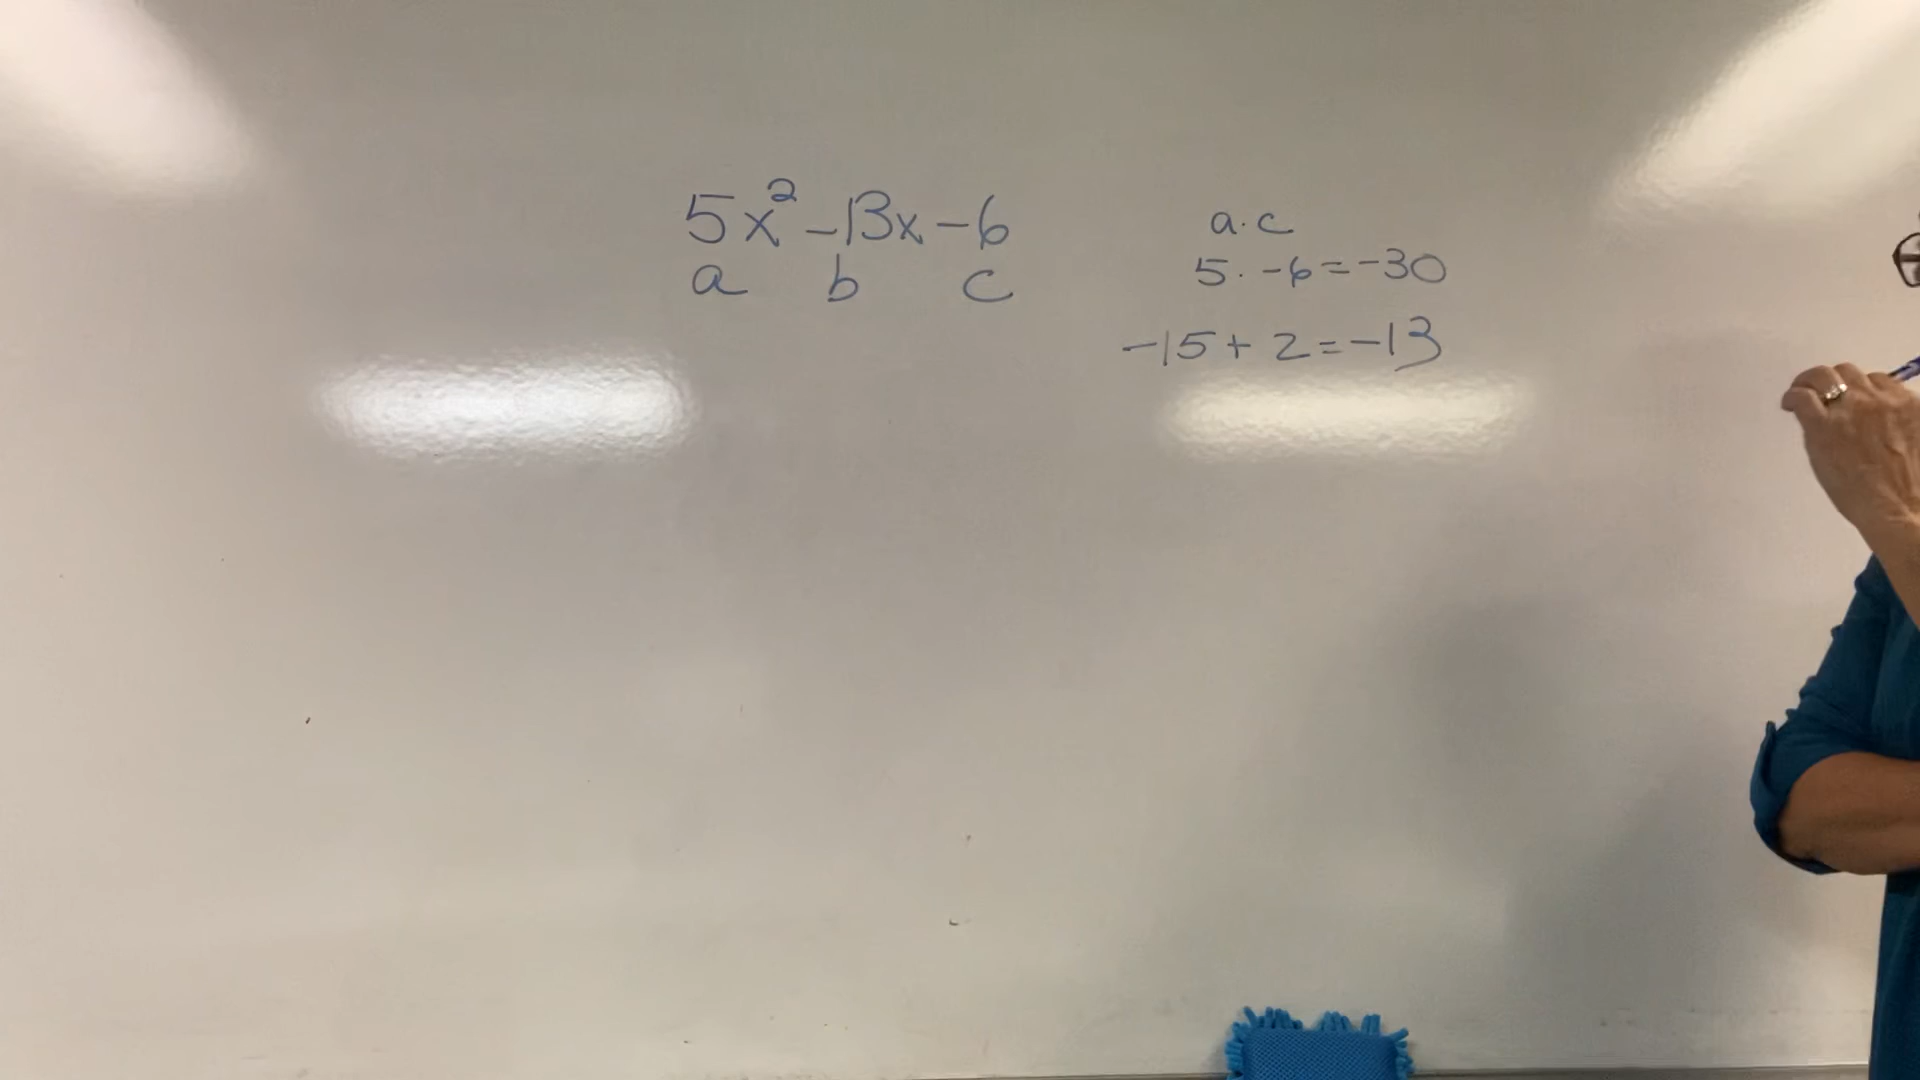 5x² -13x -6
a b c
a·c
5· -6 = -30
-15 + 2 = -13